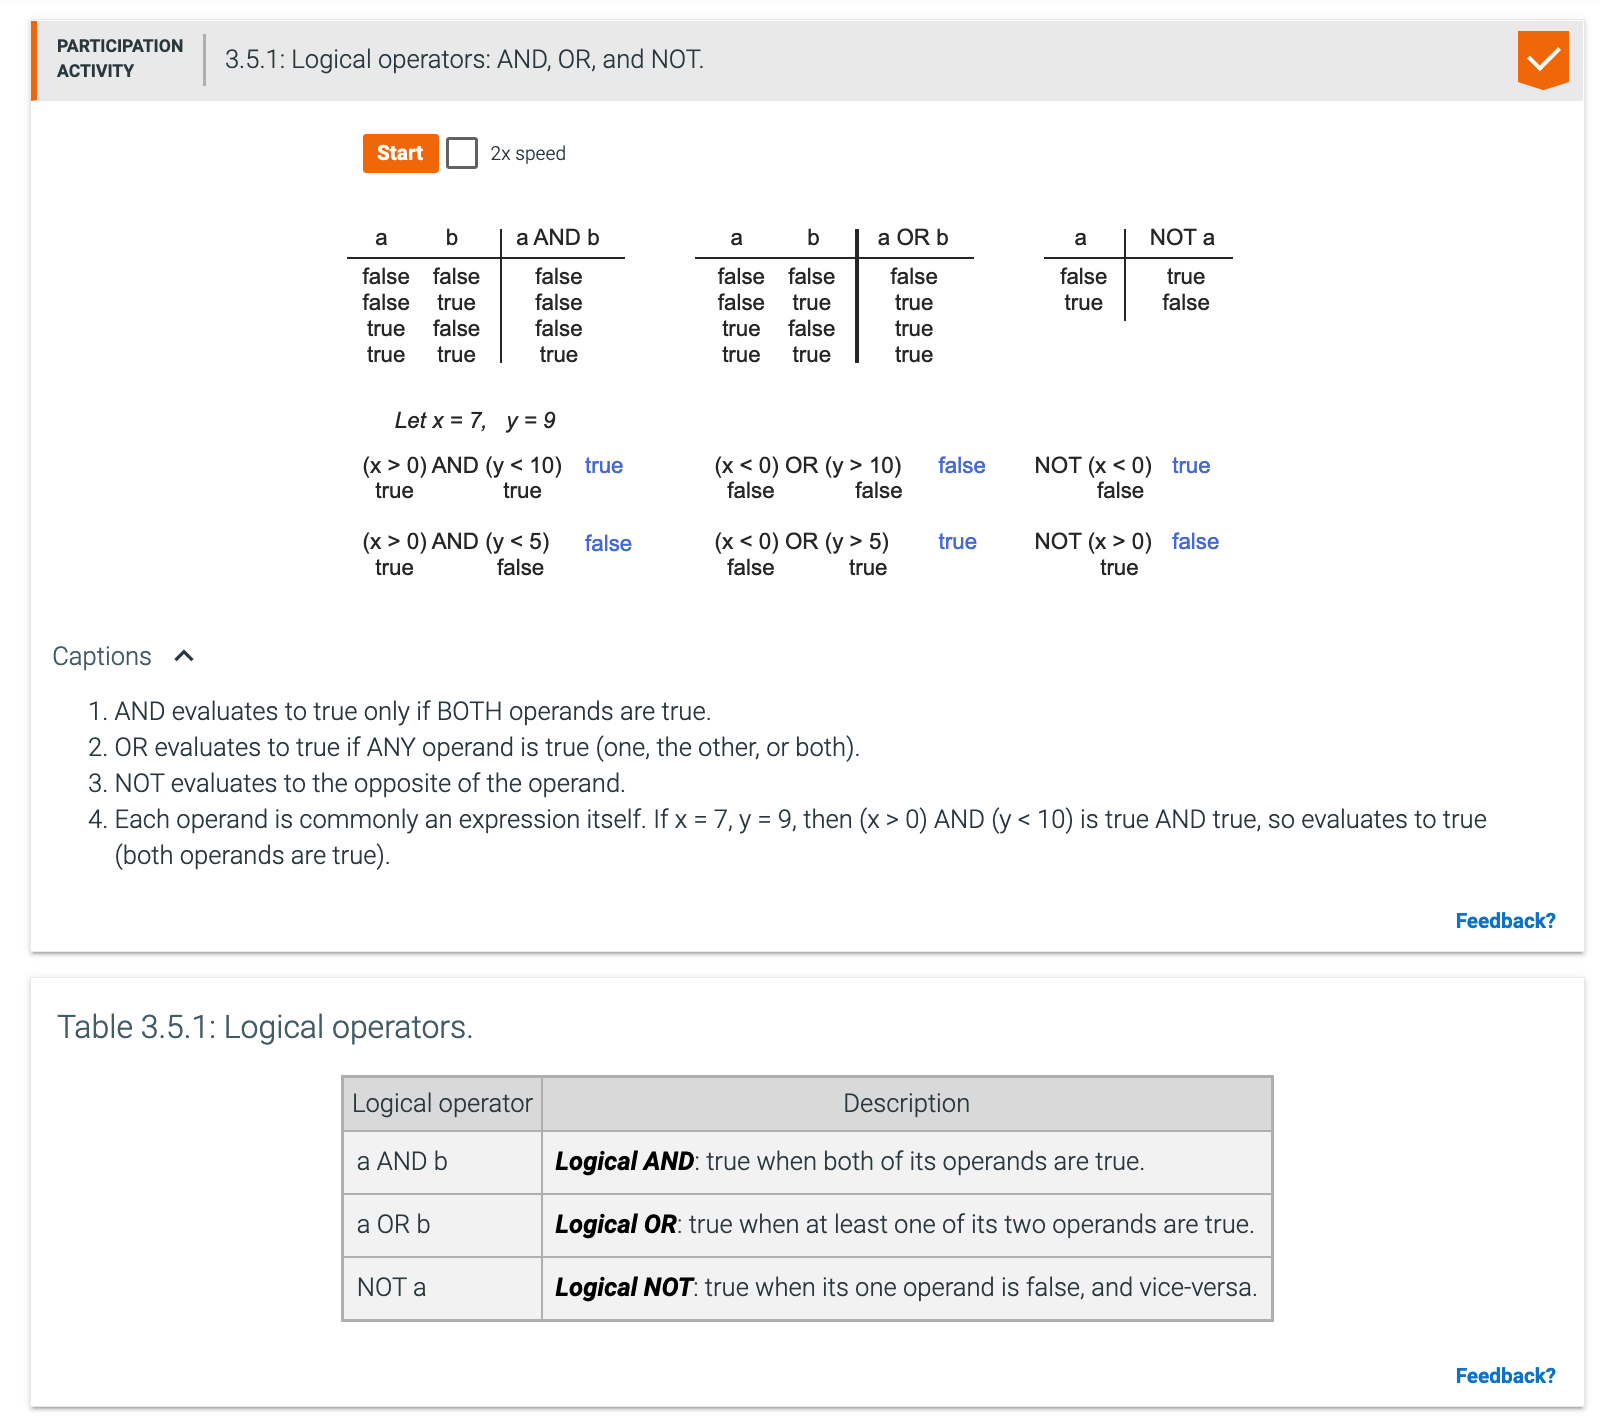 PARTICIPATION
ACTIVITY
3.5.1: Logical operators: AND, OR, and NOT.
Start 2x speed
a b a AND b
false false false
false true false
true false false
true true true
a b a OR b
false false false
false true true
true false true
true true true
a NOT a
false true
true false
Let x = 7, y = 9
(x > 0) AND (y < 10) true
true true
(x > 0) AND (y < 5) false
true false
(x < 0) OR (y > 10) false
false false
(x < 0) OR (y > 5) true
false true
NOT (x < 0) true
false
NOT (x > 0) false
true
Captions
1. AND evaluates to true only if BOTH operands are true.
2. OR evaluates to true if ANY operand is true (one, the other, or both).
3. NOT evaluates to the opposite of the operand.
4. Each operand is commonly an expression itself. If x = 7, y = 9, then (x > 0) AND (y < 10) is true AND true, so evaluates to true
(both operands are true).
Feedback?
Table 3.5.1: Logical operators.
Logical operator Description
a AND b Logical AND: true when both of its operands are true.
a OR b Logical OR: true when at least one of its two operands are true.
NOT a Logical NOT: true when its one operand is false, and vice-versa.
Feedback?